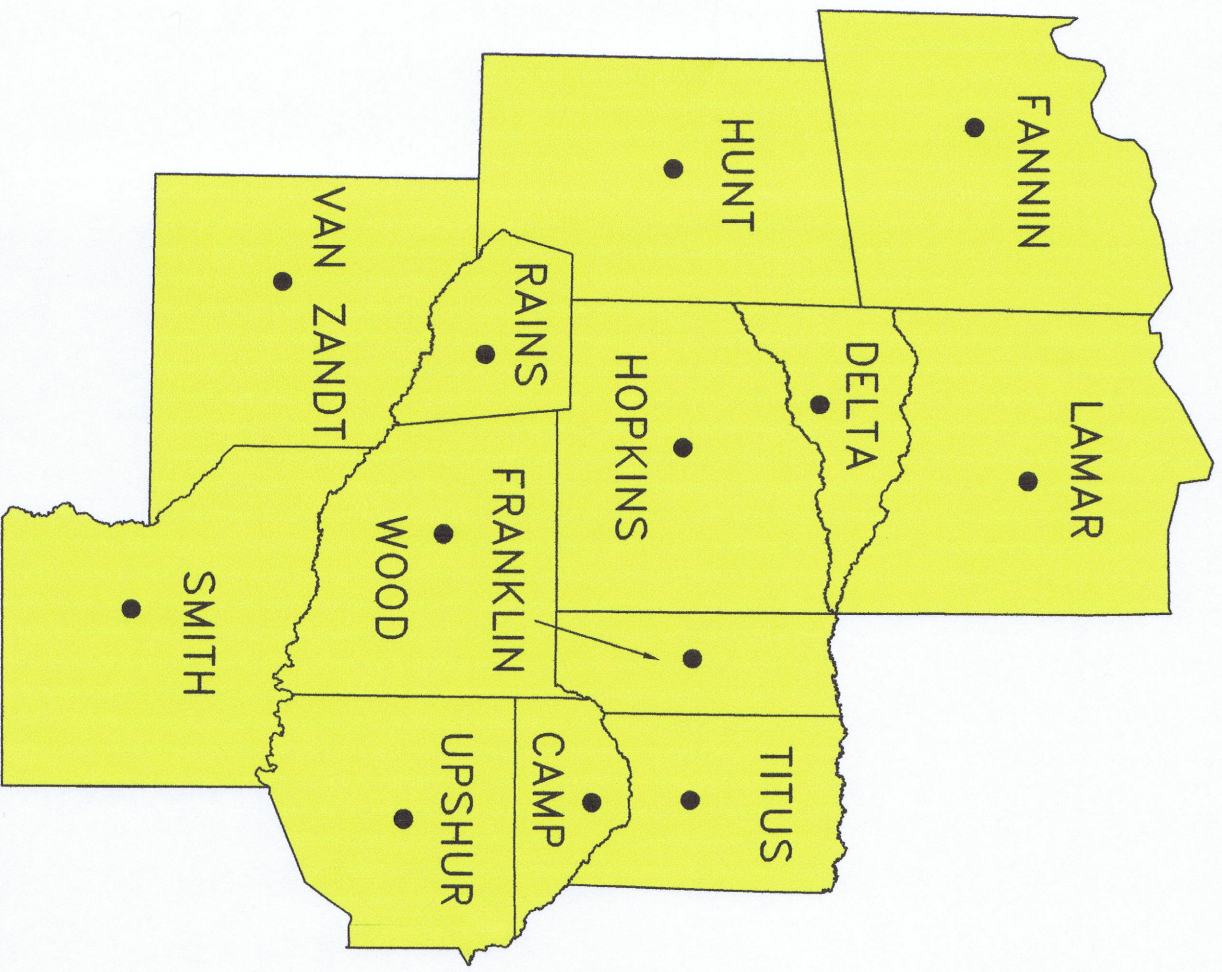 FANNIN
LAMAR
HUNT
DELTA
HOPKINS
TITUS
RAINS
FRANKLIN
CAMP
VAN ZANDT
WOOD
UPSHUR
SMITH